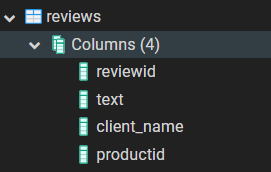 reviews
Columns (4)
reviewid
text
client_name
productid